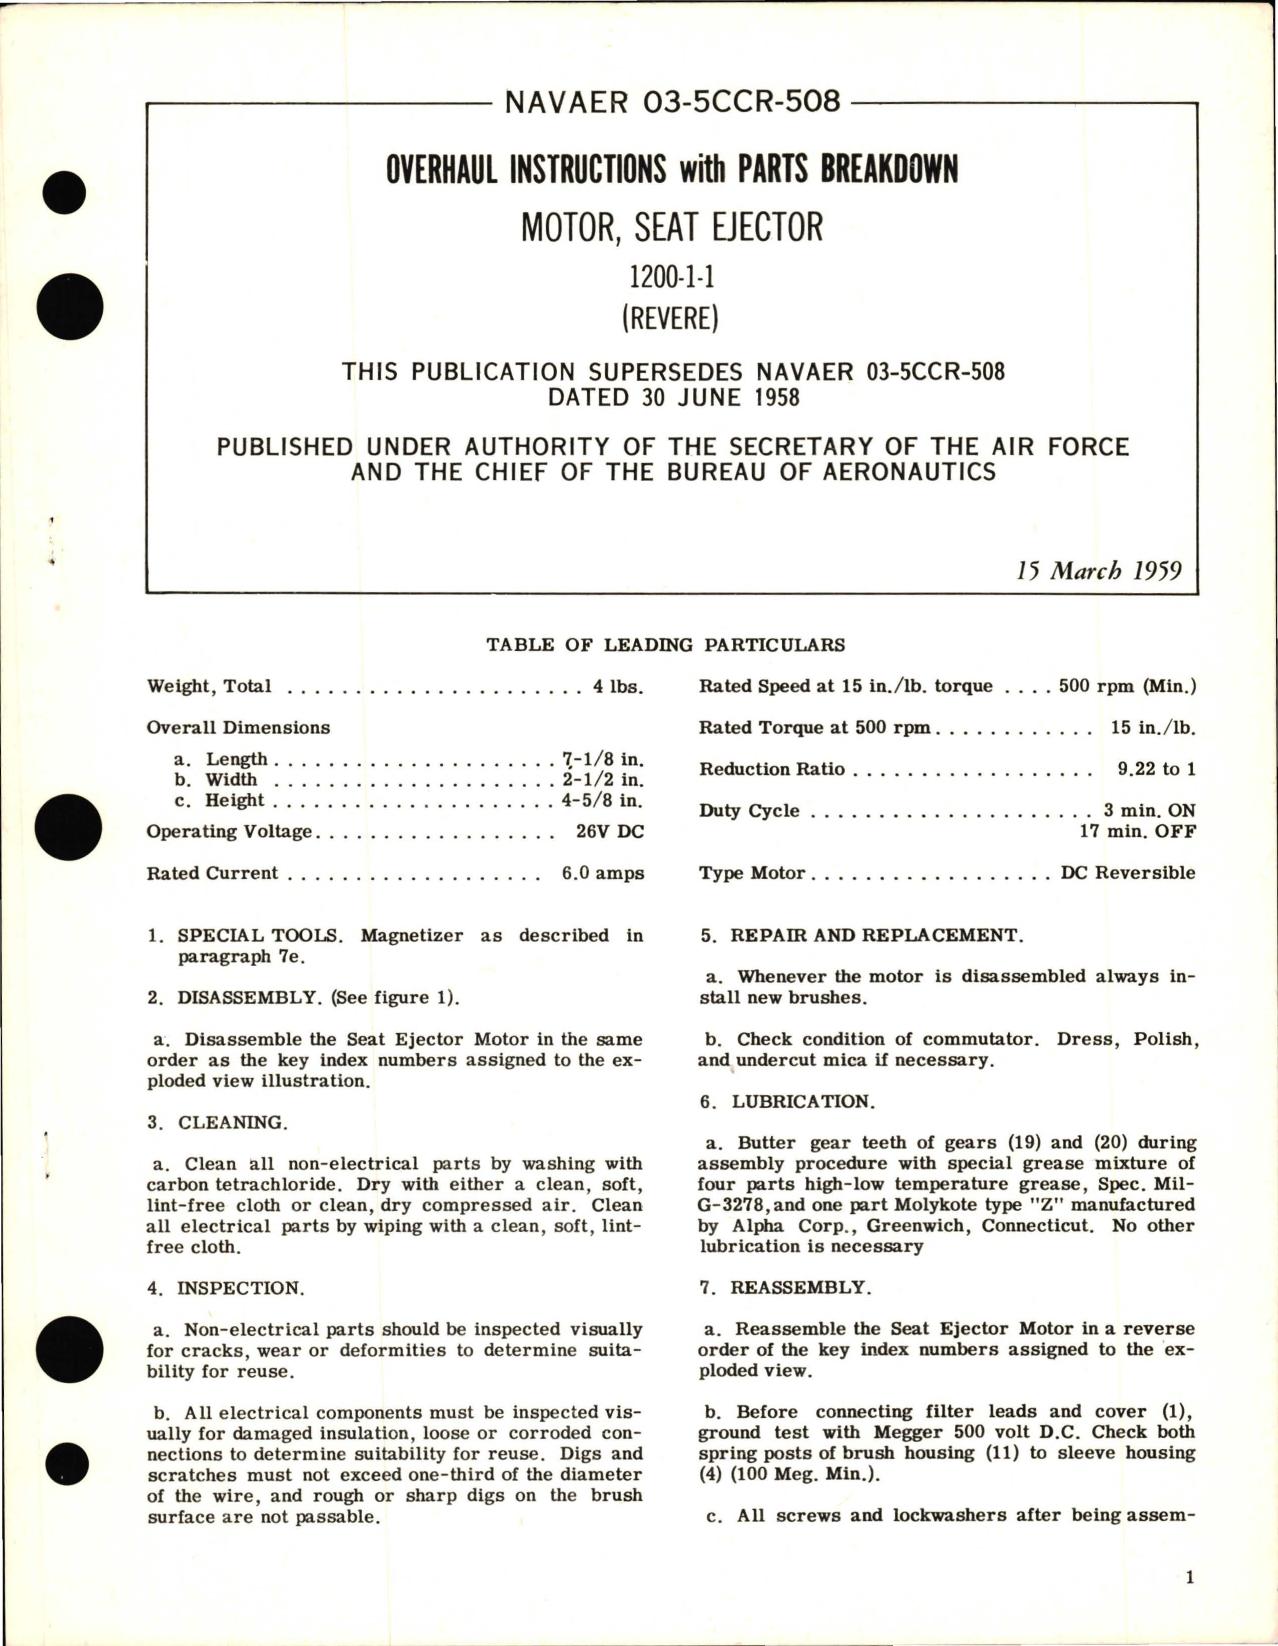 NAVAER 03-5CCR-508
OVERHAUL INSTRUCTIONS with PARTS BREAKDOWN
MOTOR, SEAT EJECTOR
1200-1-1
(REVERE)
THIS PUBLICATION SUPERSEDES NAVAER 03-5CCR-508
DATED 30 JUNE 1958
PUBLISHED UNDER AUTHORITY OF THE SECRETARY OF THE AIR FORCE
AND THE CHIEF OF THE BUREAU OF AERONAUTICS
15 March 1959
TABLE OF LEADING PARTICULARS
Weight, Total . . . . . . . . . . . . . . . . . . . . . . 4 lbs.
Overall Dimensions
a. Length . . . . . . . . . . . . . . . . . . . . . 7-1/8 in.
b. Width . . . . . . . . . . . . . . . . . . . . . 2-1/2 in.
c. Height . . . . . . . . . . . . . . . . . . . . . 4-5/8 in.
Operating Voltage. . . . . . . . . . . . . . . . . . 26V DC
Rated Current . . . . . . . . . . . . . . . . . . . 6.0 amps
Rated Speed at 15 in./lb. torque . . . . 500 rpm (Min.)
Rated Torque at 500 rpm. . . . . . . . . . . . 15 in./lb.
Reduction Ratio . . . . . . . . . . . . . . . . . . 9.22 to 1
Duty Cycle . . . . . . . . . . . . . . . . . . . . . 3 min. ON
17 min. OFF
Type Motor . . . . . . . . . . . . . . . . . . DC Reversible
1. SPECIAL TOOLS. Magnetizer as described in
paragraph 7e.
2. DISASSEMBLY. (See figure 1).
a. Disassemble the Seat Ejector Motor in the same
order as the key index numbers assigned to the ex-
ploded view illustration.
3. CLEANING.
a. Clean all non-electrical parts by washing with
carbon tetrachloride. Dry with either a clean, soft,
lint-free cloth or clean, dry compressed air. Clean
all electrical parts by wiping with a clean, soft, lint-
free cloth.
4. INSPECTION.
a. Non-electrical parts should be inspected visually
for cracks, wear or deformities to determine suita-
bility for reuse.
b. All electrical components must be inspected vis-
ually for damaged insulation, loose or corroded con-
nections to determine suitability for reuse. Digs and
scratches must not exceed one-third of the diameter
of the wire, and rough or sharp digs on the brush
surface are not passable.
5. REPAIR AND REPLACEMENT.
a. Whenever the motor is disassembled always in-
stall new brushes.
b. Check condition of commutator. Dress, Polish,
and undercut mica if necessary.
6. LUBRICATION.
a. Butter gear teeth of gears (19) and (20) during
assembly procedure with special grease mixture of
four parts high-low temperature grease, Spec. Mil-
G-3278, and one part Molykote type "Z" manufactured
by Alpha Corp., Greenwich, Connecticut. No other
lubrication is necessary
7. REASSEMBLY.
a. Reassemble the Seat Ejector Motor in a reverse
order of the key index numbers assigned to the ex-
ploded view.
b. Before connecting filter leads and cover (1),
ground test with Megger 500 volt D.C. Check both
spring posts of brush housing (11) to sleeve housing
(4) (100 Meg. Min.).
c. All screws and lockwashers after being assem-
1